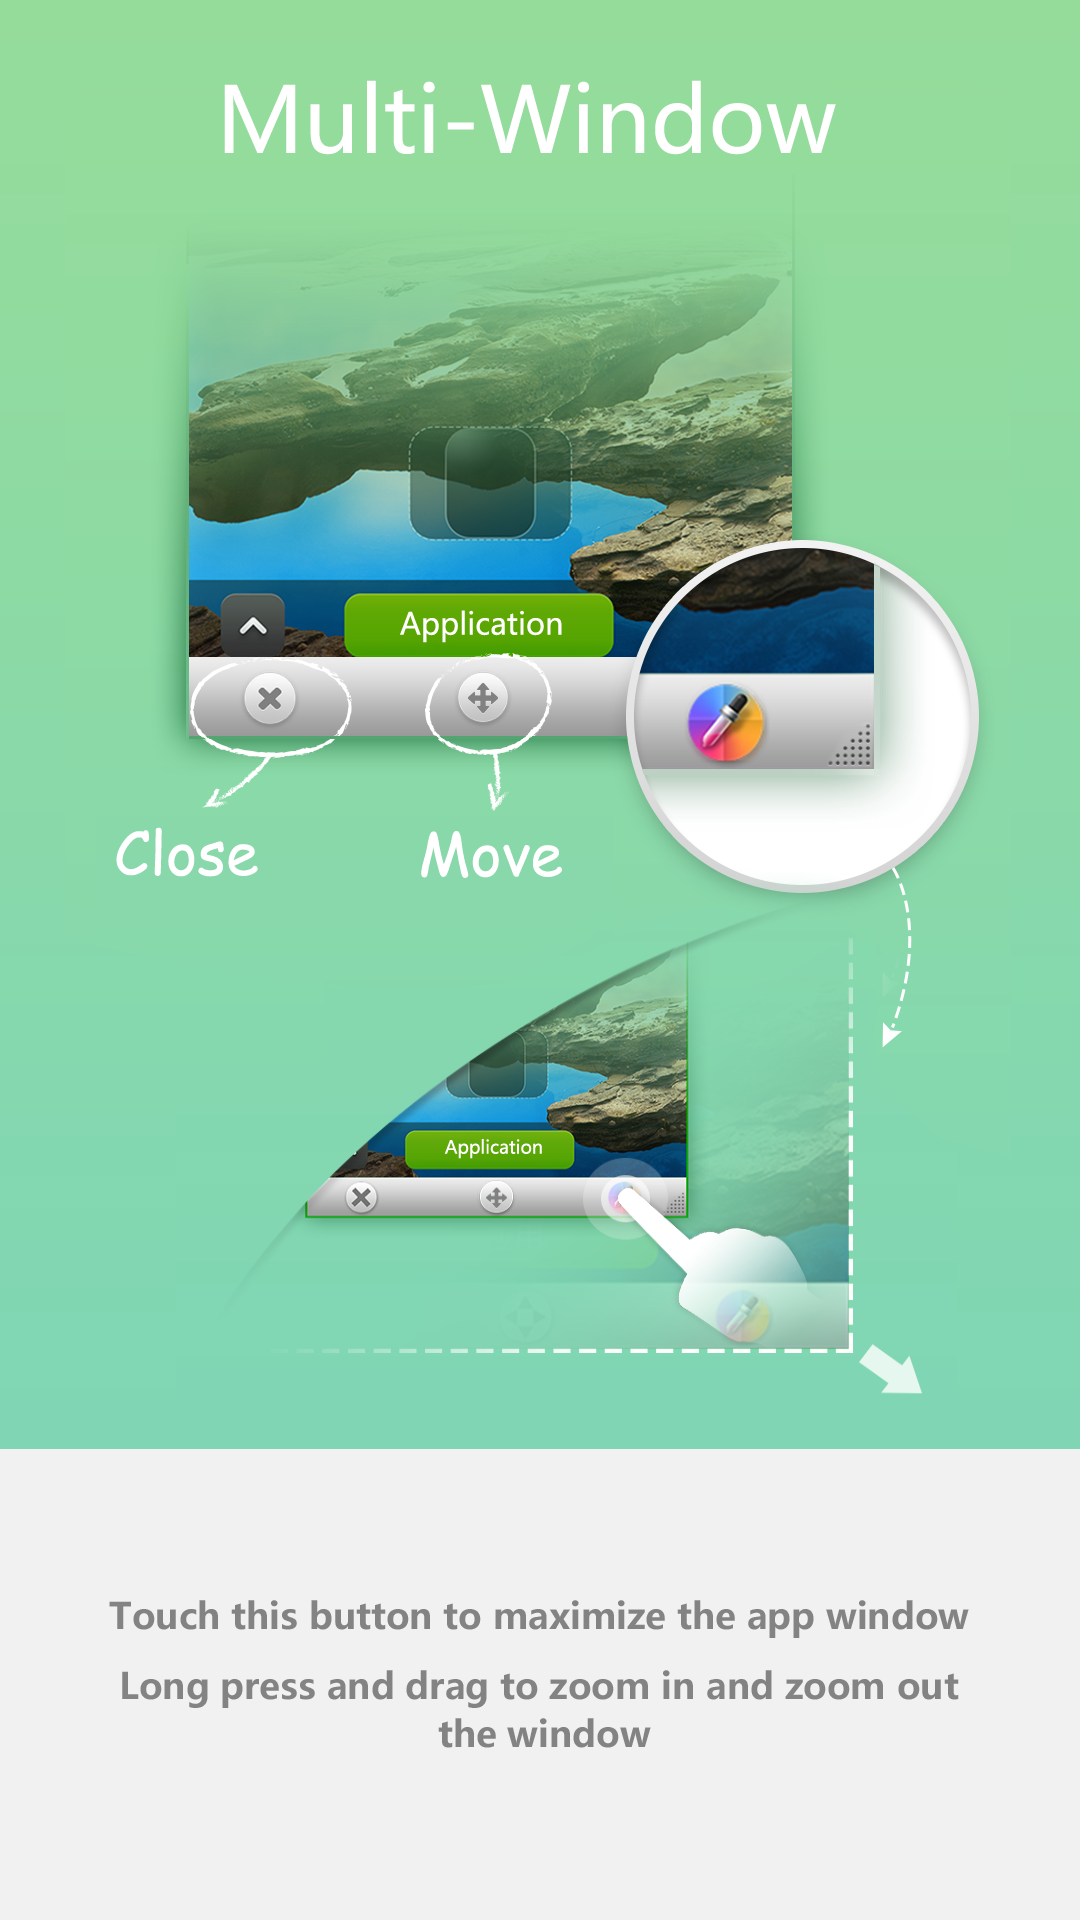 Multi-Window
Application
Close
Move
Application
Touch this button to maximize the app window
Long press and drag to zoom in and zoom out
the window